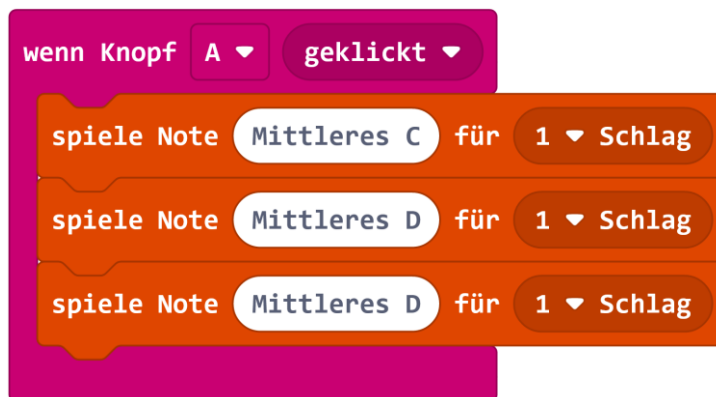 wenn Knopf A geklickt
spiele Note Mittleres C für 1 Schlag
spiele Note Mittleres D für 1 Schlag
spiele Note Mittleres D für 1 Schlag